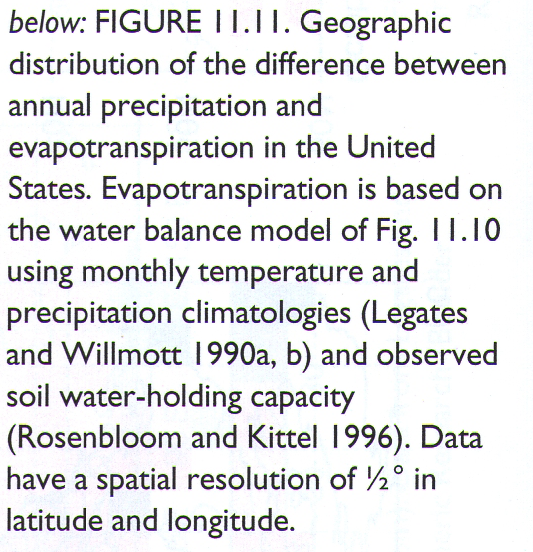 below: FIGURE 11.11. Geographic
distribution of the difference between
annual precipitation and
evapotranspiration in the United
States. Evapotranspiration is based on
the water balance model of Fig. 11.10
using monthly temperature and
precipitation climatologies (Legates
and Willmott 1990a, b) and observed
soil water-holding capacity
(Rosenbloom and Kittel 1996). Data
have a spatial resolution of ½° in
latitude and longitude.